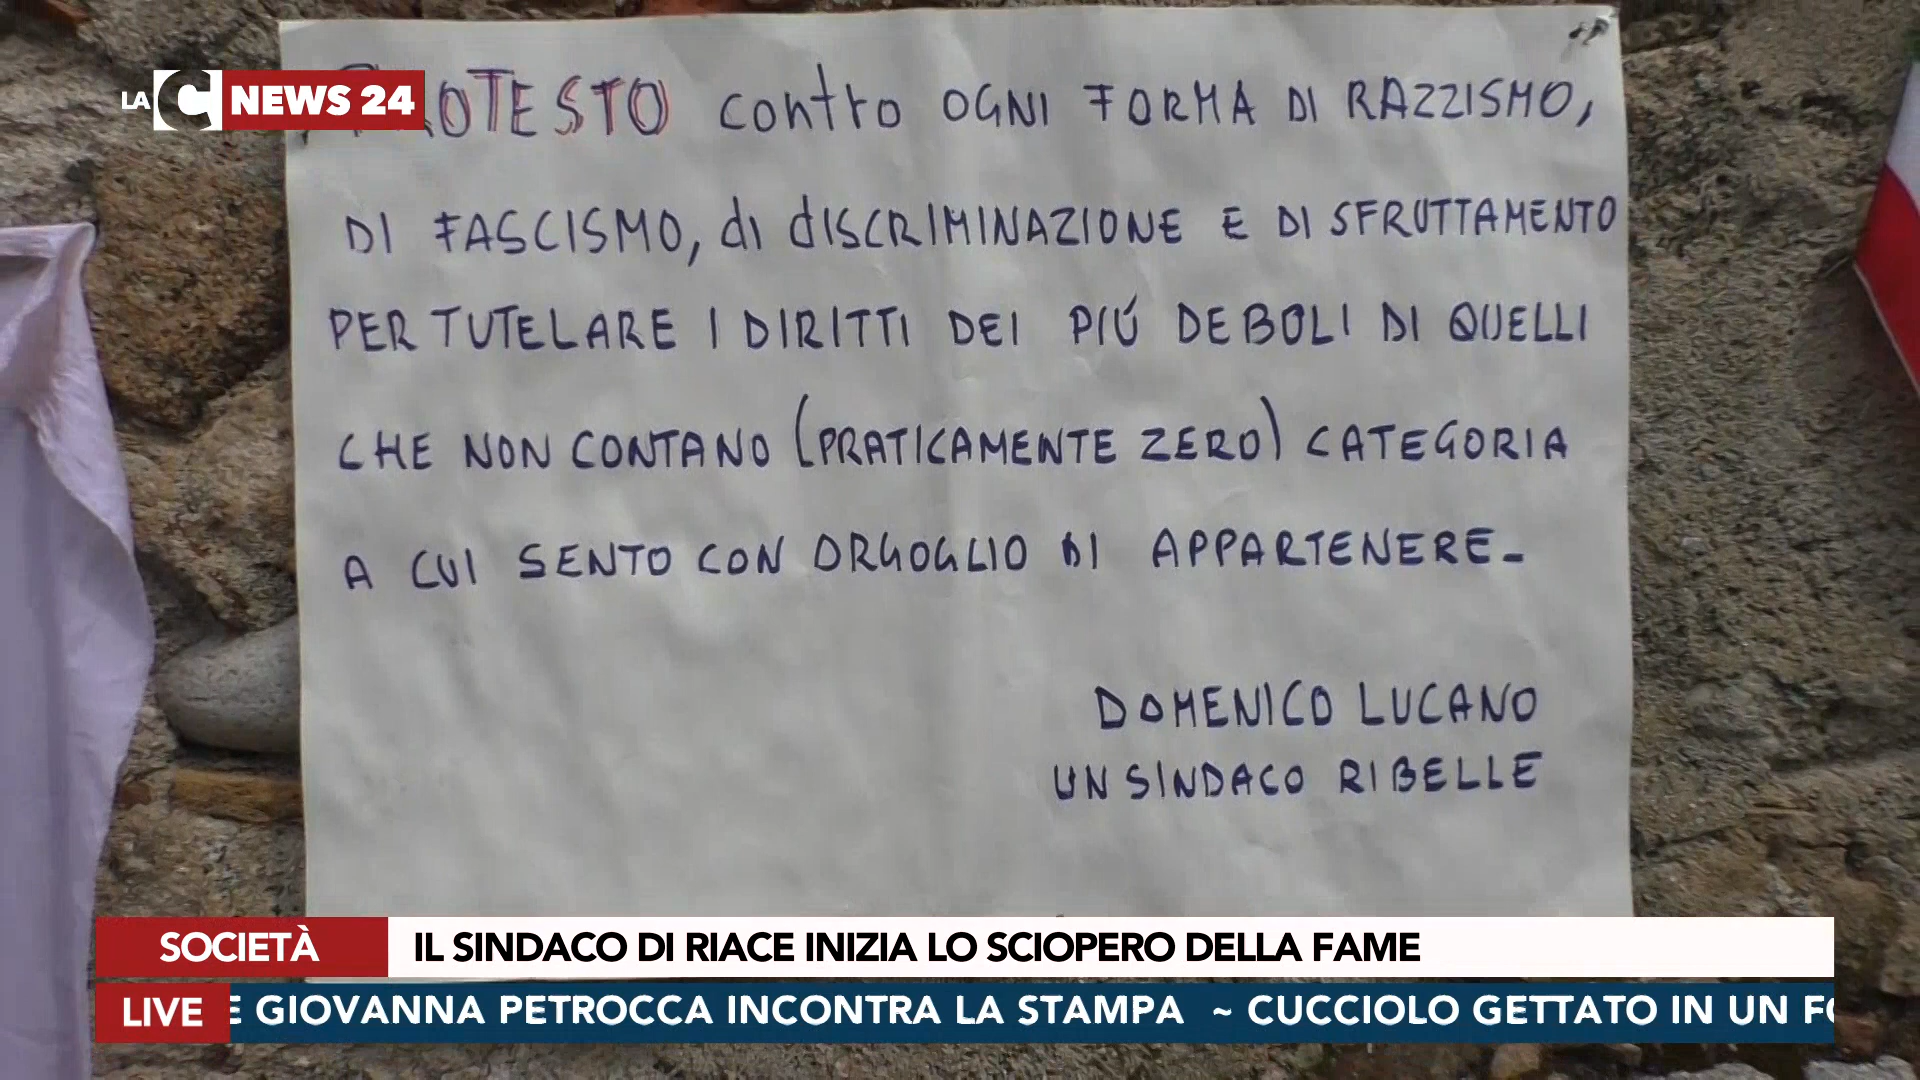 LA C NEWS 24
PROTESTO contro OGNI FORMA DI RAZZISMO,
DI FASCISMO, di dISCRIMINAZIONE E DI SFRUTTAMENTO
PER TUTELARE I DIRITTI DEI PIÚ DEBOLI DI QUELLI
CHE NON CONTANO (PRATICAMENTE ZERO) CATEGORIA
A CUI SENTO CON ORGOGLIO DI APPARTENERE-
DOMENICO LUCANO
UN SINDACO RIBELLE
SOCIETÀ IL SINDACO DI RIACE INIZIA LO SCIOPERO DELLA FAME
LIVE E GIOVANNA PETROCCA INCONTRA LA STAMPA ~ CUCCIOLO GETTATO IN UN